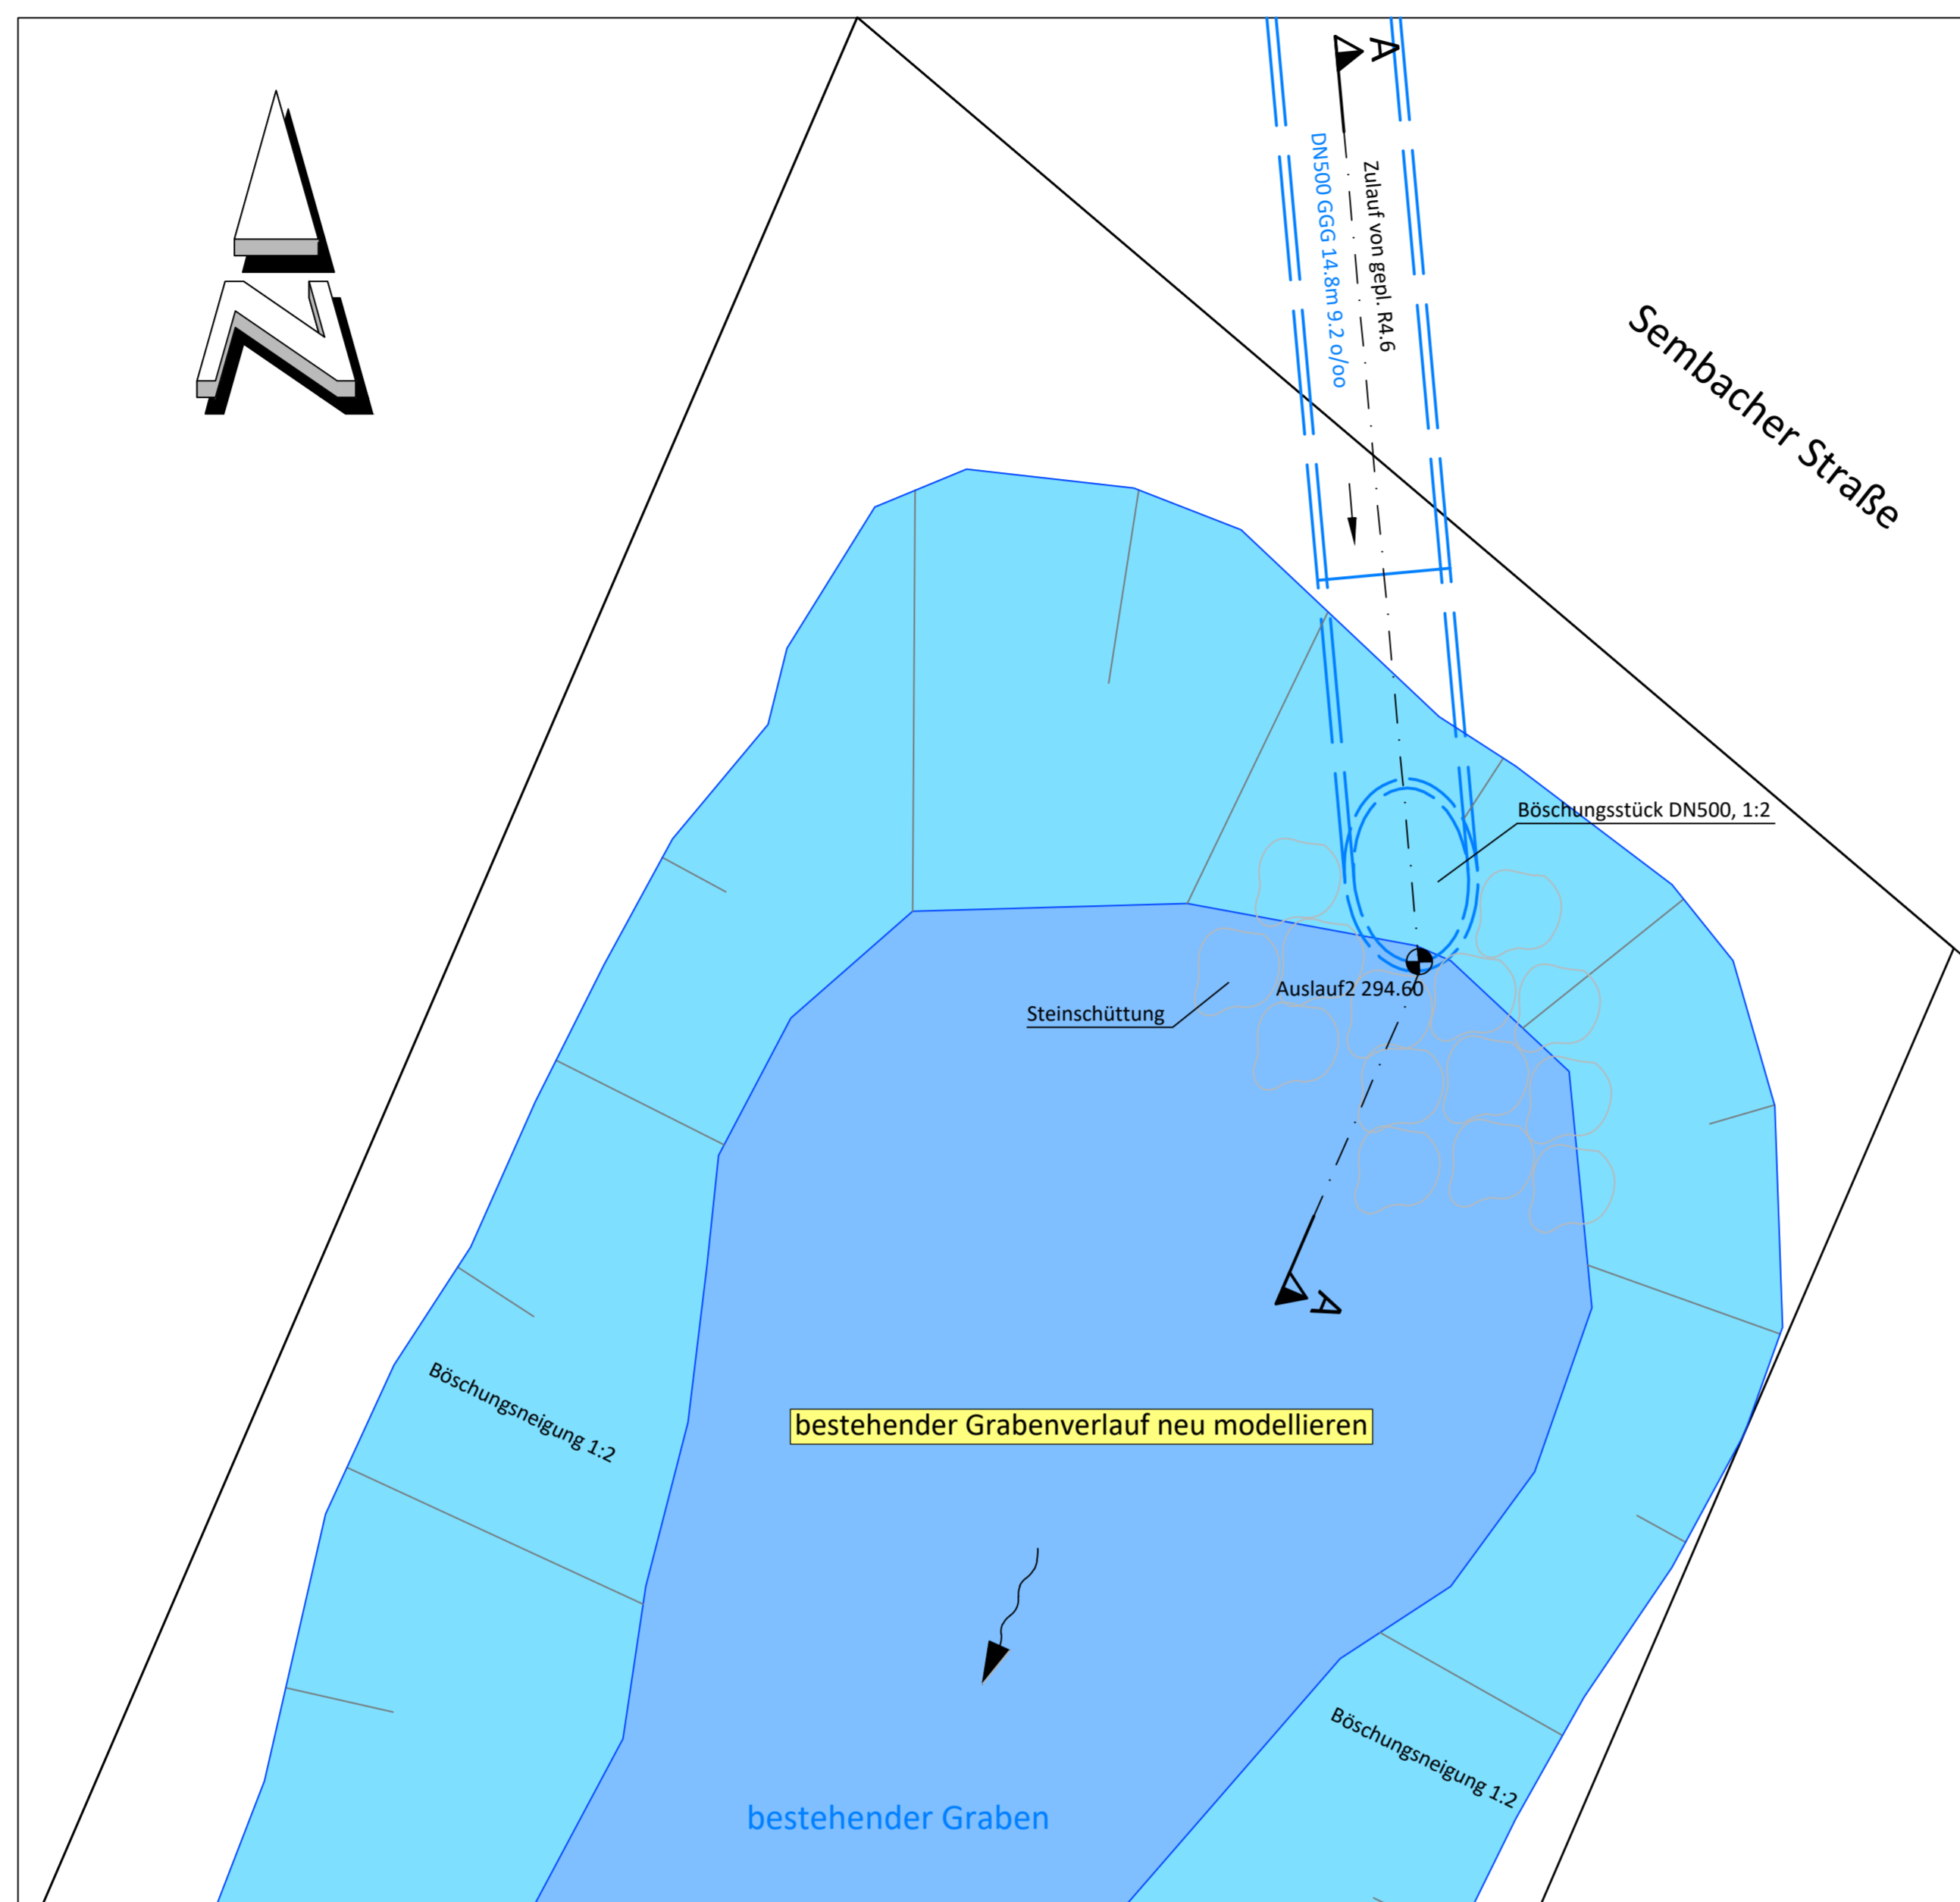 A
N
DN500 GGG 14.8m 9.2 o/oo
Zulauf von gepl. R4.6
Sembacher Straße
Böschungsstück DN500, 1:2
Auslauf2 294.60
Steinschüttung
A
Böschungsneigung 1:2
bestehender Grabenverlauf neu modellieren
Böschungsneigung 1:2
bestehender Graben